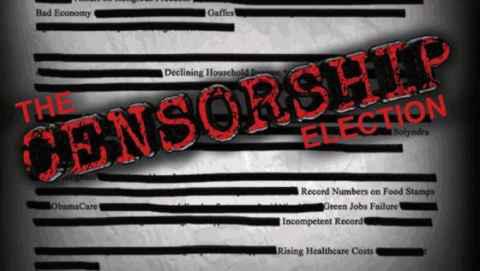 Bad Economy Gaffes
Declining Household
THE
CENSORSHIP
ELECTION
Solyndra
Record Numbers on Food Stamps
ObamaCare Green Jobs Failure
Incompetent Record
Rising Healthcare Costs